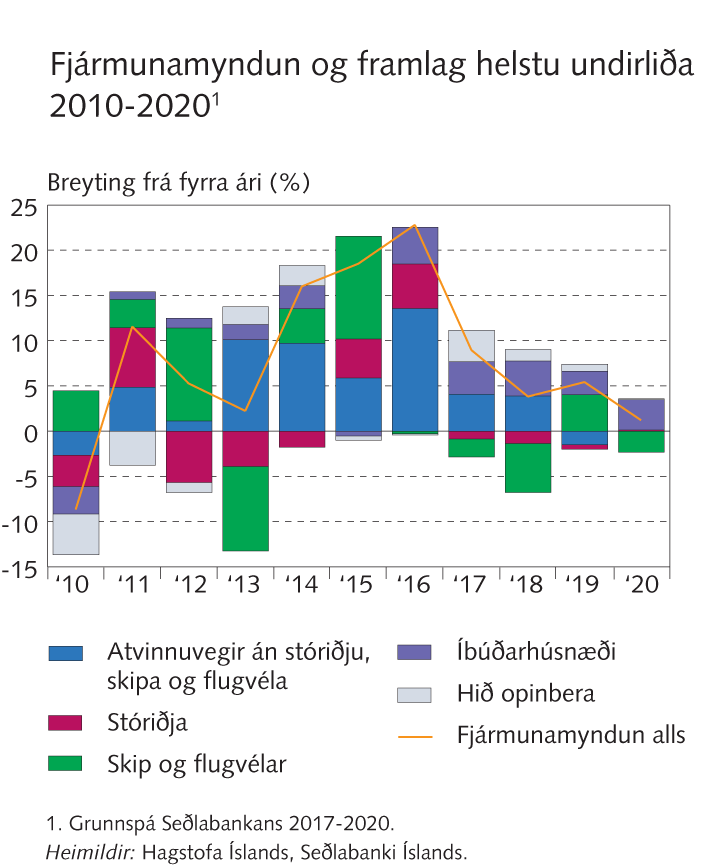 Fjármunamyndun og framlag helstu undirliða
2010-2020¹
Breyting frá fyrra ári (%)
25
20
15
10
5
0
-5
-10
-15
‘10 ‘11 ‘12 ‘13 ‘14 ‘15 ‘16 ‘17 ‘18 ‘19 ‘20
Atvinnuvegir án stóriðju,
skipa og flugvéla
Stóriðja
Skip og flugvélar
Íbúðarhúsnæði
Hið opinbera
Fjármunamyndun alls
1. Grunnspá Seðlabankans 2017-2020.
Heimildir: Hagstofa Íslands, Seðlabanki Íslands.